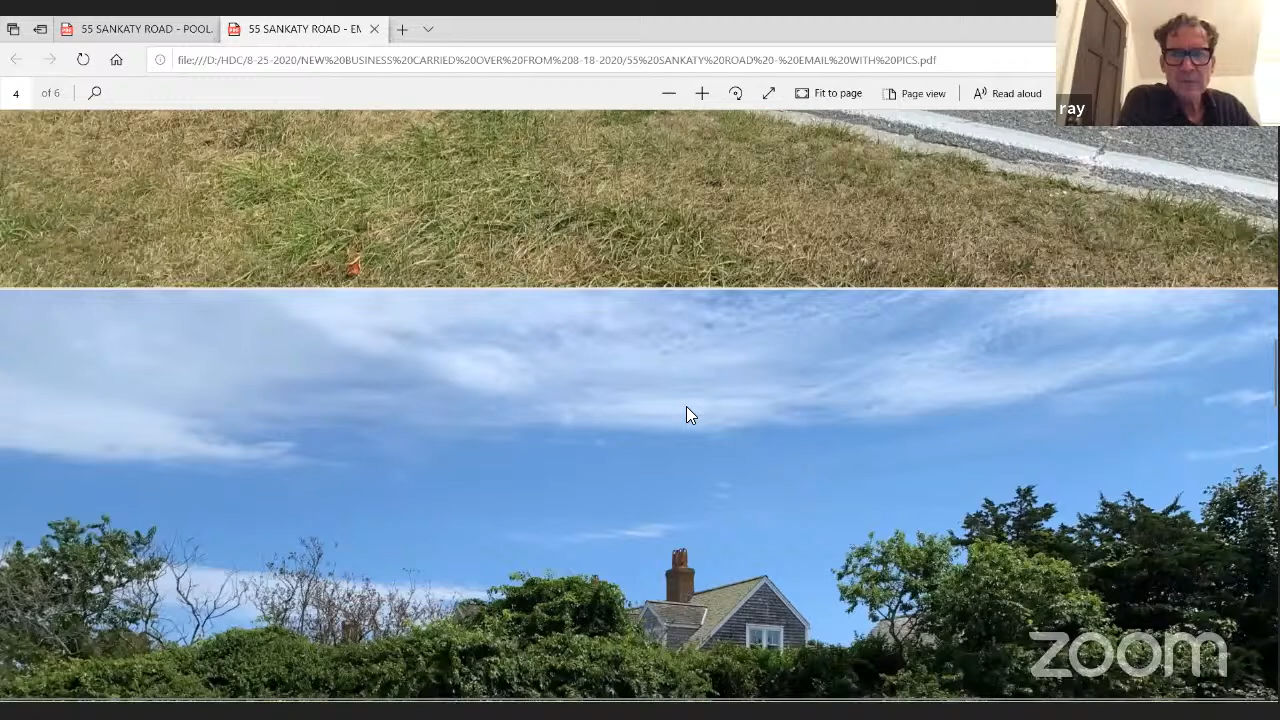 55 SANKATY ROAD - POOL.
55 SANKATY ROAD - EM
file:///D:/HDC/8-25-2020/NEW%20BUSINESS%20CARRIED%20OVER%20FROM%208-18-2020/55%20SANKATY%20ROAD%20-%20EMAIL%20WITH%20PICS.pdf
4 of 6 Fit to page Page view Read aloud
ray
zoom